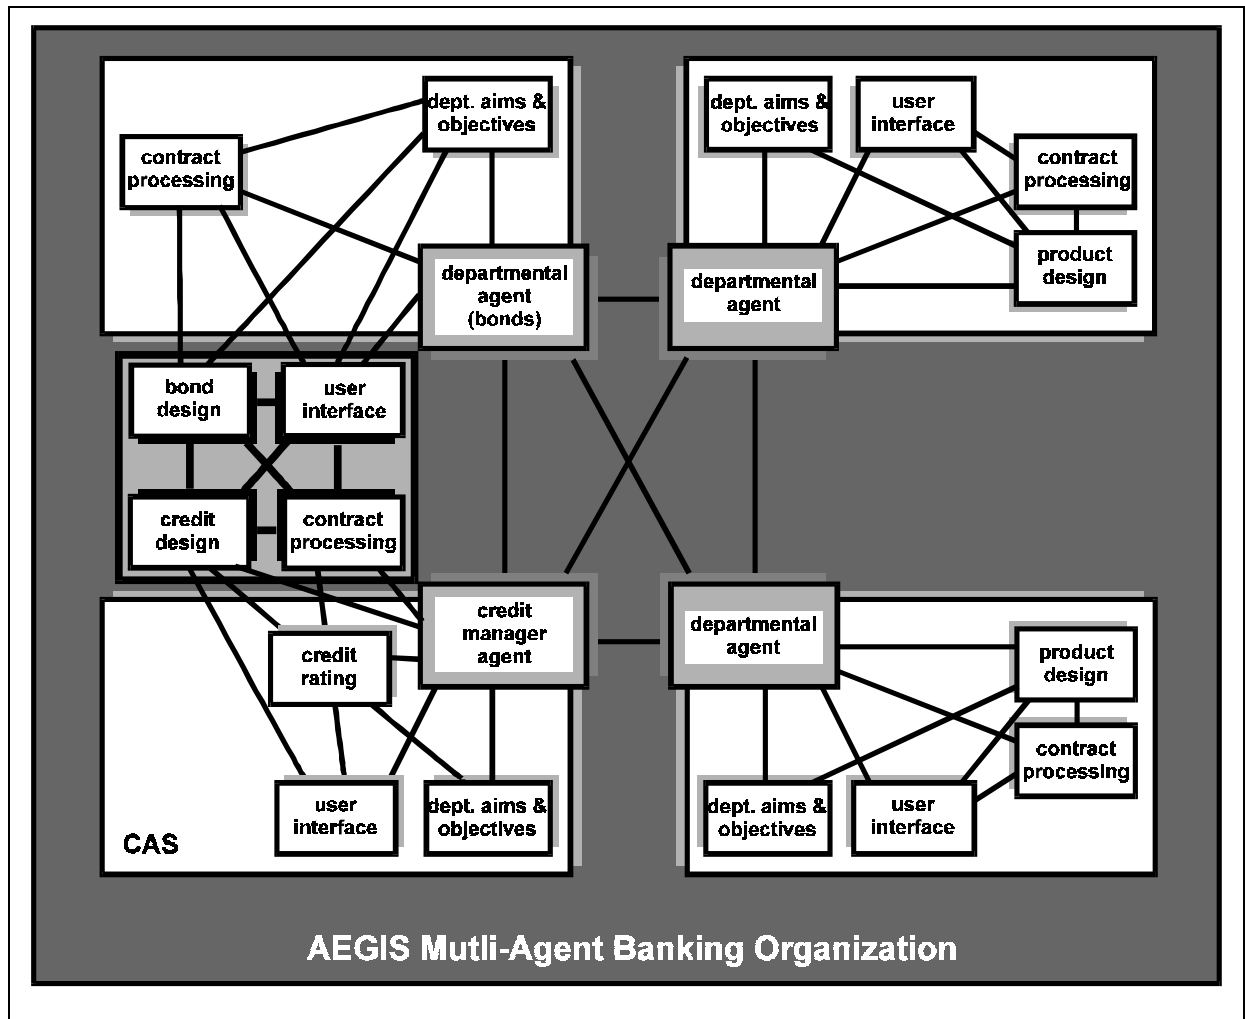 dept. aims &
objectives
contract
processing
departmental
agent
(bonds)
dept. aims &
objectives
user
interface
contract
processing
product
design
departmental
agent
bond
design
user
interface
credit
design
contract
processing
credit
manager
agent
credit
rating
user
interface
dept. aims &
objectives
CAS
departmental
agent
product
design
contract
processing
dept. aims &
objectives
user
interface
AEGIS Mutli-Agent Banking Organization